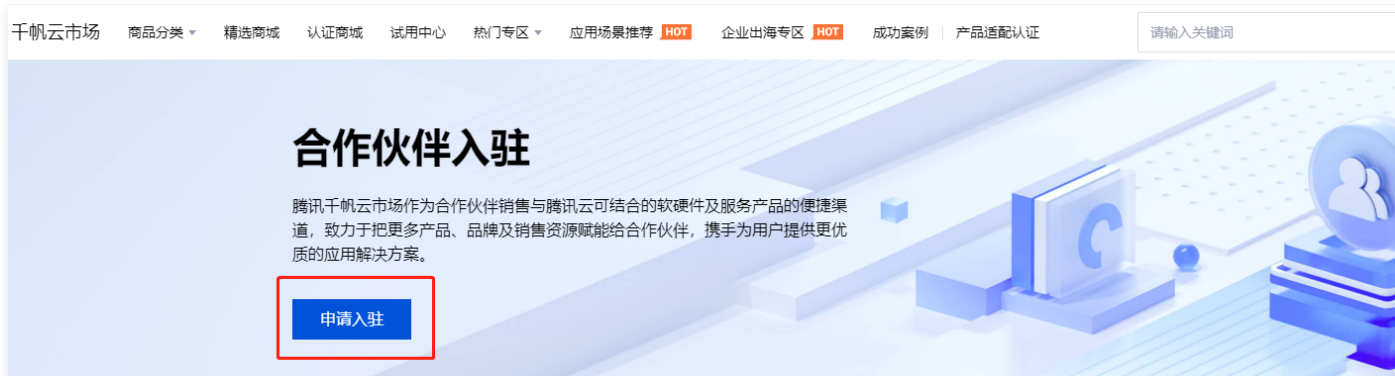 千帆云市场 商品分类 精选商城 认证商城 试用中心 热门专区 应用场景推荐 HOT 企业出海专区 HOT 成功案例 产品适配认证 请输入关键词
合作伙伴入驻
腾讯千帆云市场作为合作伙伴销售与腾讯云可结合的软硬件及服务产品的便捷渠
道，致力于把更多产品、品牌及销售资源赋能给合作伙伴，携手为用户提供更优
质的应用解决方案。
申请入驻